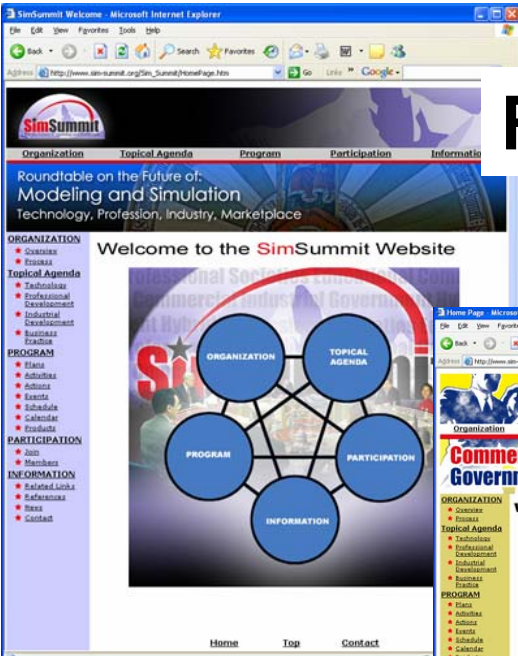 SimSummit Welcome - Microsoft Internet Explorer
File Edit View Favorites Tools Help
Back Search Favorites
Address http://www.sim-summit.org/Sim_Summit/HomePage.htm Go Links Google
SimSummit
Organization Topical Agenda Program Participation Informatio
Roundtable on the Future of:
Modeling and Simulation
Technology, Profession, Industry, Marketplace
ORGANIZATION
Overview
Process
Topical Agenda
Technology
Professional
Development
Industrial
Development
Business
Practice
PROGRAM
Plans
Activities
Actions
Events
Schedule
Calendar
Products
PARTICIPATION
Join
Members
INFORMATION
Related Links
References
News
Contact
Welcome to the SimSummit Website
ORGANIZATION
TOPICAL
AGENDA
PROGRAM
PARTICIPATION
INFORMATION
Home Top Contact
Home Page - Microsof
File Edit View Favorit
Back
Address http://www.sim-
Organization
Comme
Governm
ORGANIZATION
Overview
Process
Topical Agenda
Technology
Professional
Development
Industrial
Development
Business
Practice
PROGRAM
Plans
Activities
Actions
Events
Schedule
Calendar